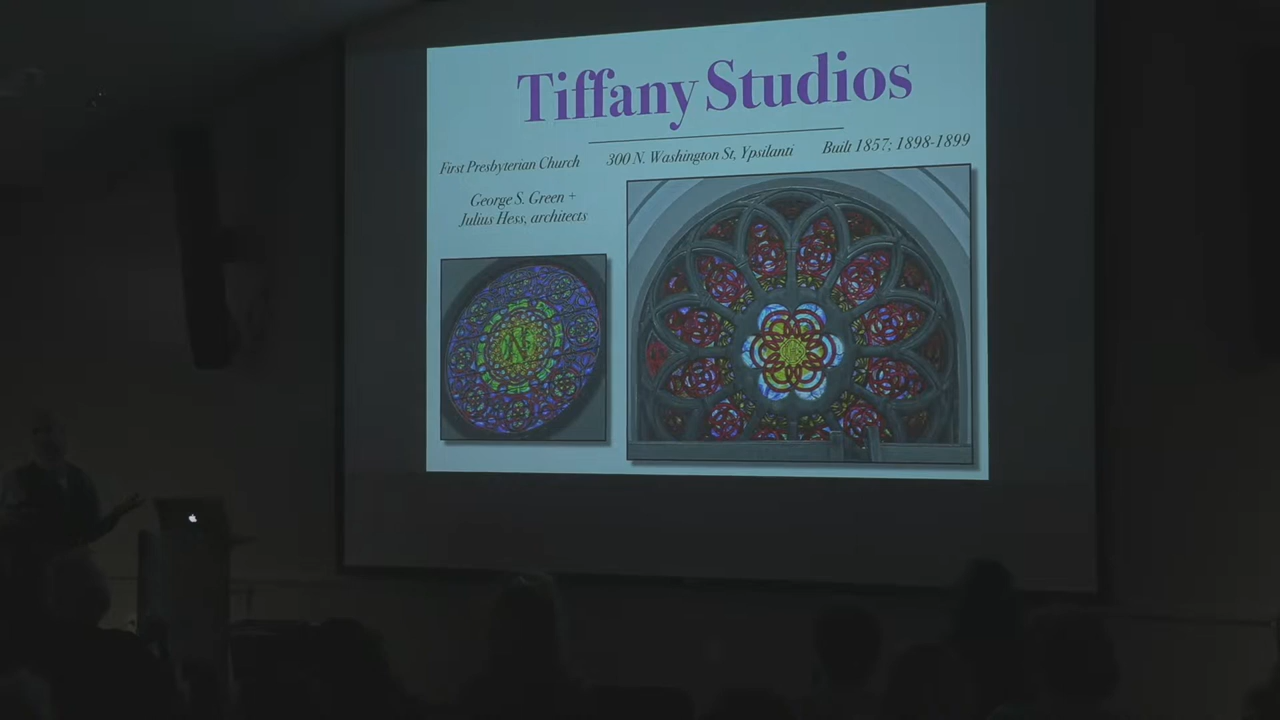 Tiffany Studios
First Presbyterian Church 300 N. Washington St, Ypsilanti Built 1857; 1898-1899
George S. Green +
Julius Hess, architects